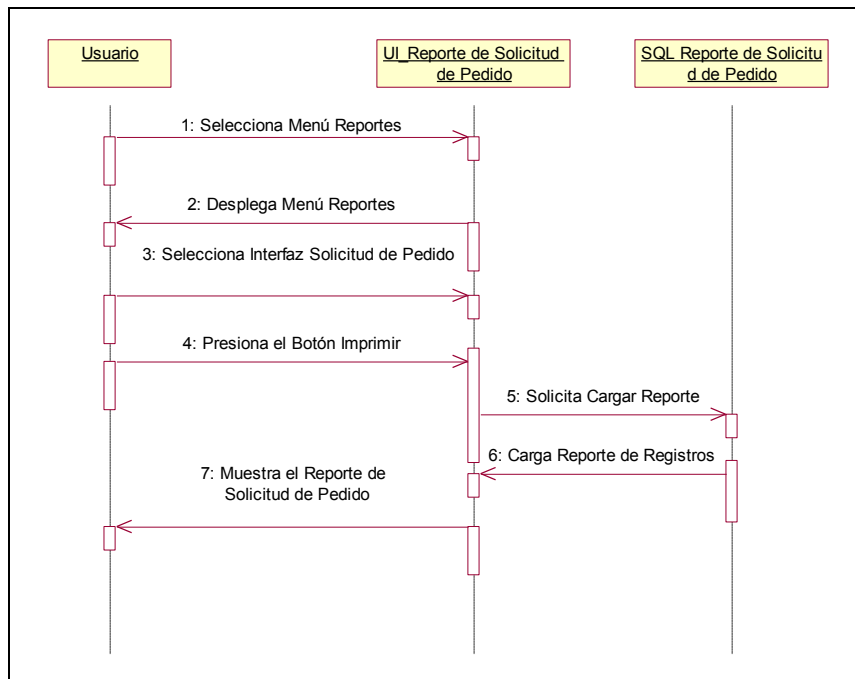 Usuario
UI_Reporte de Solicitud
de Pedido
SQL Reporte de Solicitu
d de Pedido
1: Selecciona Menú Reportes
2: Desplega Menú Reportes
3: Selecciona Interfaz Solicitud de Pedido
4: Presiona el Botón Imprimir
5: Solicita Cargar Reporte
6: Carga Reporte de Registros
7: Muestra el Reporte de
Solicitud de Pedido